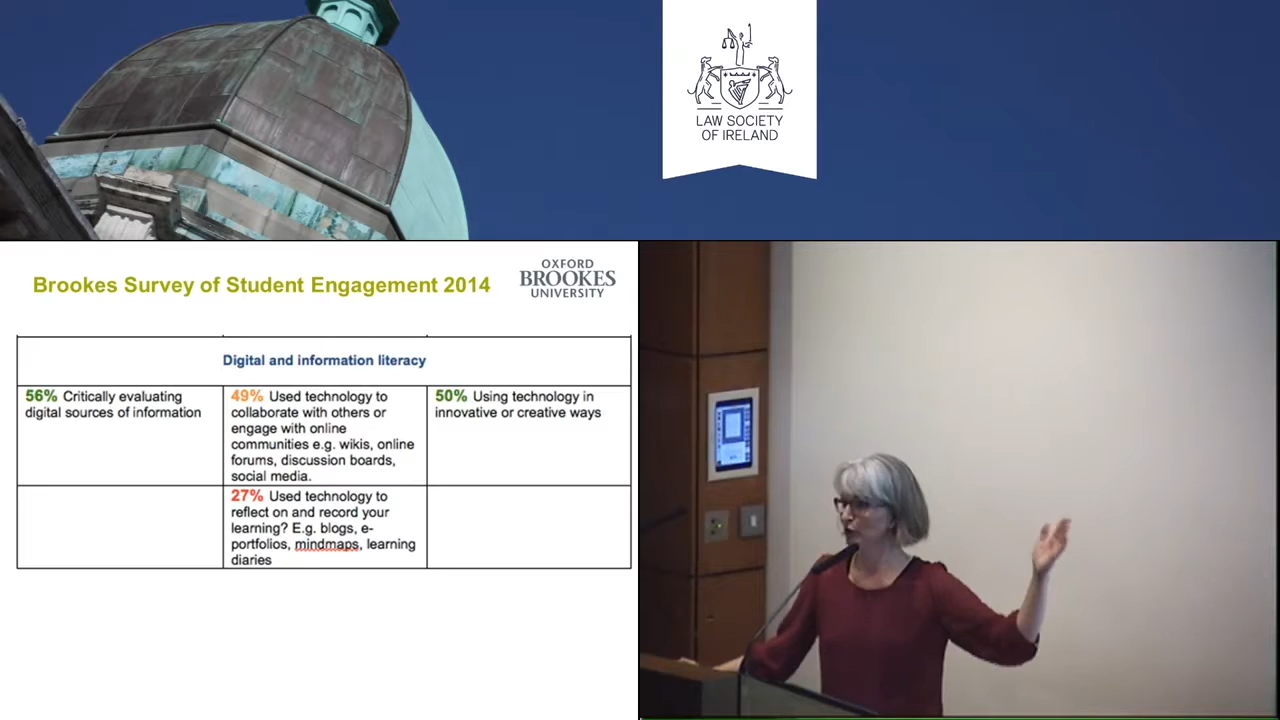 LAW SOCIETY
OF IRELAND
Brookes Survey of Student Engagement 2014
OXFORD
BROOKES
UNIVERSITY
Digital and information literacy
56% Critically evaluating
digital sources of information
49% Used technology to
collaborate with others or
engage with online
communities e.g. wikis, online
forums, discussion boards,
social media.
50% Using technology in
innovative or creative ways
27% Used technology to
reflect on and record your
learning? E.g. blogs, e-
portfolios, mindmaps, learning
diaries